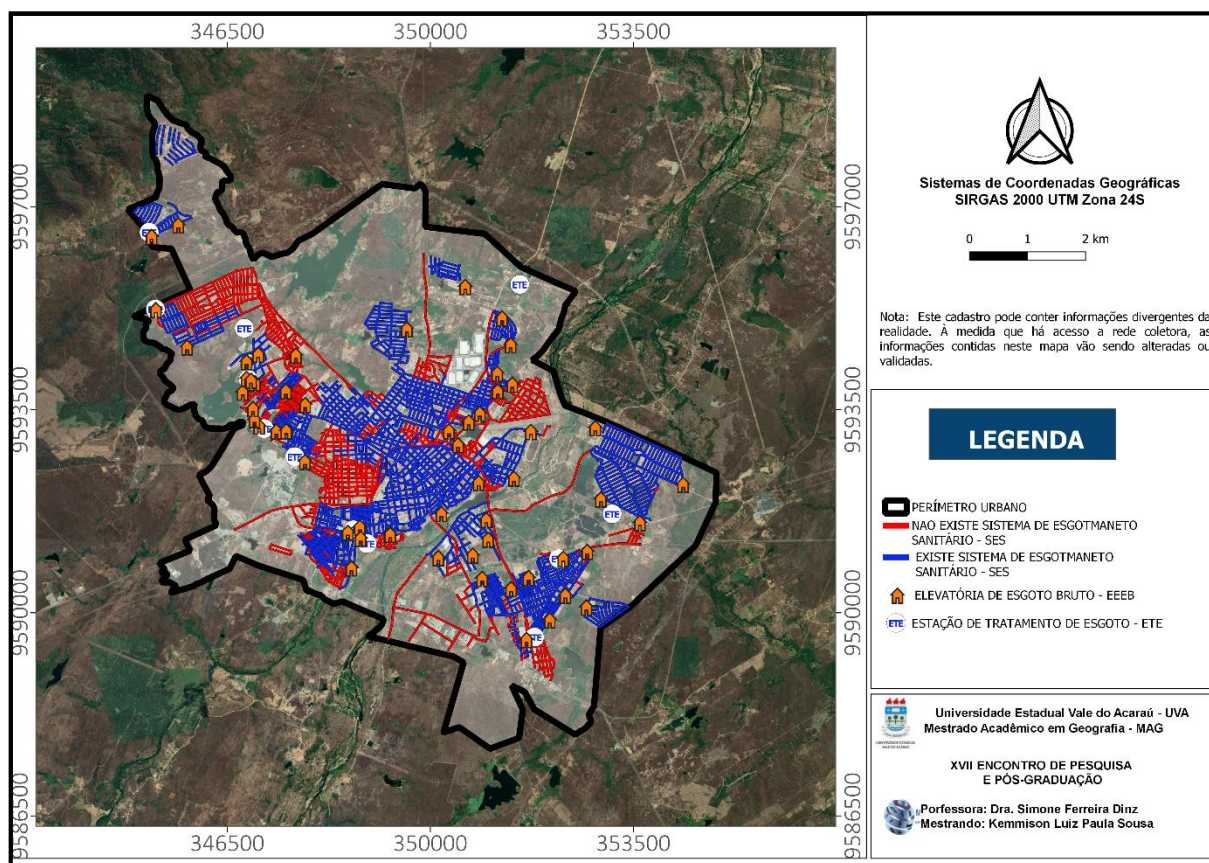 346500 350000 353500
9597000 9597000
9593500 9593500
9590000 9590000
9586500 9586500
346500 350000 353500
ETE
ETE
ETE
ETE
ETE
ETE
Sistemas de Coordenadas Geográficas
SIRGAS 2000 UTM Zona 24S
0 1 2 km
Nota: Este cadastro pode conter informações divergentes da
realidade. À medida que há acesso a rede coletora, as
informações contidas neste mapa vão sendo alteradas ou
validadas.
LEGENDA
PERÍMETRO URBANO
NAO EXISTE SISTEMA DE ESGOTMANETO
SANITÁRIO - SES
EXISTE SISTEMA DE ESGOTMANETO
SANITÁRIO - SES
ELEVATÓRIA DE ESGOTO BRUTO - EEEB
ETE ESTAÇÃO DE TRATAMENTO DE ESGOTO - ETE
Universidade Estadual Vale do Acaraú - UVA
Mestrado Acadêmico em Geografia - MAG
UNIVERSIDADE ESTADUAL
VALE DO ACARAÚ
XVII ENCONTRO DE PESQUISA
E PÓS-GRADUAÇÃO
Porfessora: Dra. Simone Ferreira Dinz
Mestrando: Kemmison Luiz Paula Sousa